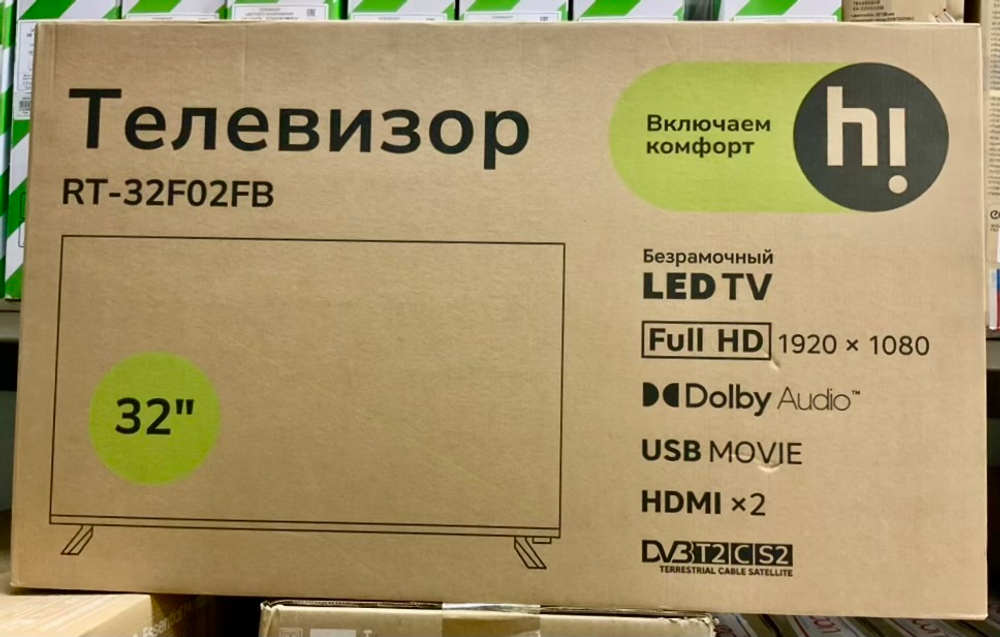 Телевизор
RT-32F02FB
Включаем
комфорт
hi
32"
Безрамочный
LED TV
Full HD 1920 × 1080
Dolby Audio™
USB MOVIE
HDMI ×2
DVB T2 C S2
TERRESTRIAL CABLE SATELLITE